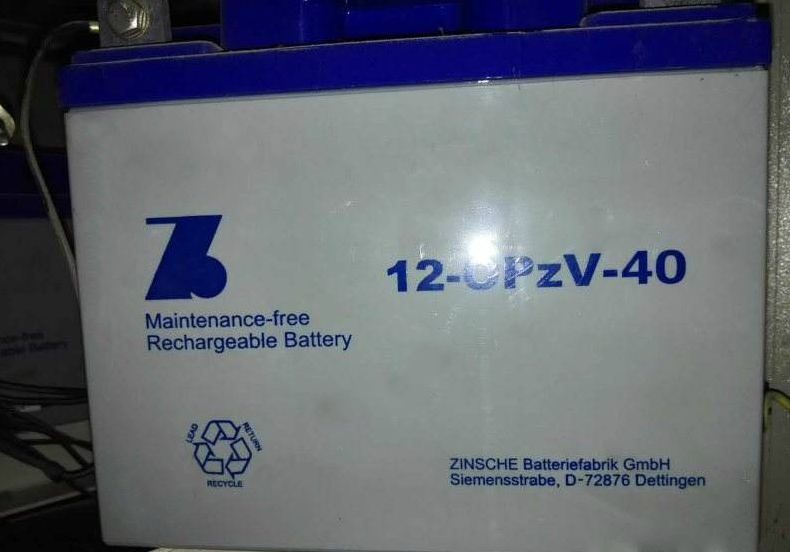 Maintenance-free
Rechargeable Battery
12-OPzV-40
LEAD
RETURN
RECYCLE
ZINSCHE Batteriefabrik GmbH
Siemensstrabe, D-72876 Dettingen